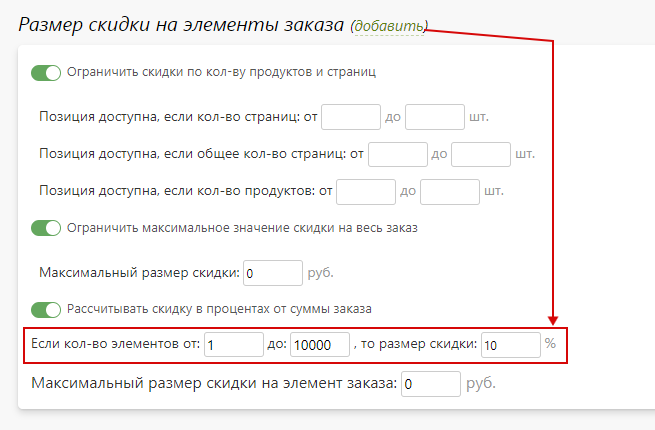 Размер скидки на элементы заказа (добавить)
Ограничить скидки по кол-ву продуктов и страниц
Позиция доступна, если кол-во страниц: от до шт.
Позиция доступна, если общее кол-во страниц: от до шт.
Позиция доступна, если кол-во продуктов: от до шт.
Ограничить максимальное значение скидки на весь заказ
Максимальный размер скидки: 0 руб.
Рассчитывать скидку в процентах от суммы заказа
Если кол-во элементов от: 1 до: 10000 , то размер скидки: 10 %
Максимальный размер скидки на элемент заказа: 0 руб.